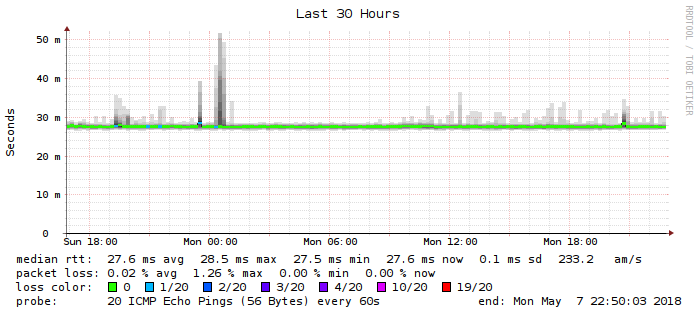 Last 30 Hours
RRDTOOL / TOBI OETIKER
Seconds
50 m
40 m
30 m
20 m
10 m
0
Sun 18:00 Mon 00:00 Mon 06:00 Mon 12:00 Mon 18:00
median rtt: 27.6 ms avg 28.5 ms max 27.5 ms min 27.6 ms now 0.1 ms sd 233.2 am/s
packet loss: 0.02 % avg 1.26 % max 0.00 % min 0.00 % now
loss color: 0 1/20 2/20 3/20 4/20 10/20 19/20
probe: 20 ICMP Echo Pings (56 Bytes) every 60s end: Mon May 7 22:50:03 2018